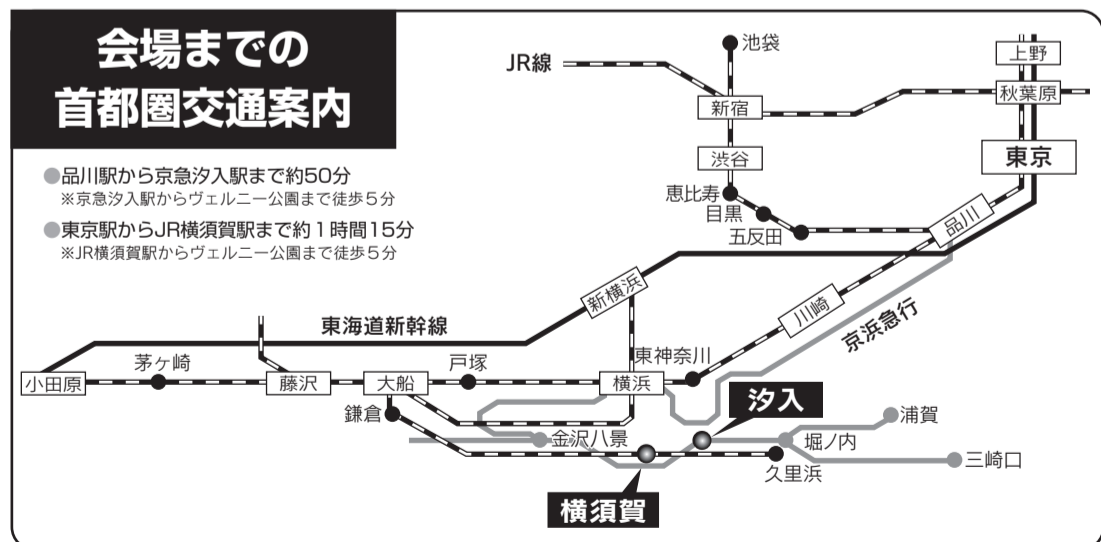 会場までの
首都圏交通案内
●品川駅から京急汐入駅まで約50分
※京急汐入駅からヴェルニー公園まで徒歩5分
●東京駅からJR横須賀駅まで約1時間15分
※JR横須賀駅からヴェルニー公園まで徒歩5分
JR線
池袋
上野
新宿
秋葉原
渋谷
東京
恵比寿
目黒
五反田
品川
新横浜
川崎
東海道新幹線
京浜急行
小田原
茅ヶ崎
藤沢
大船
戸塚
横浜
東神奈川
鎌倉
汐入
金沢八景
堀ノ内
浦賀
久里浜
三崎口
横須賀